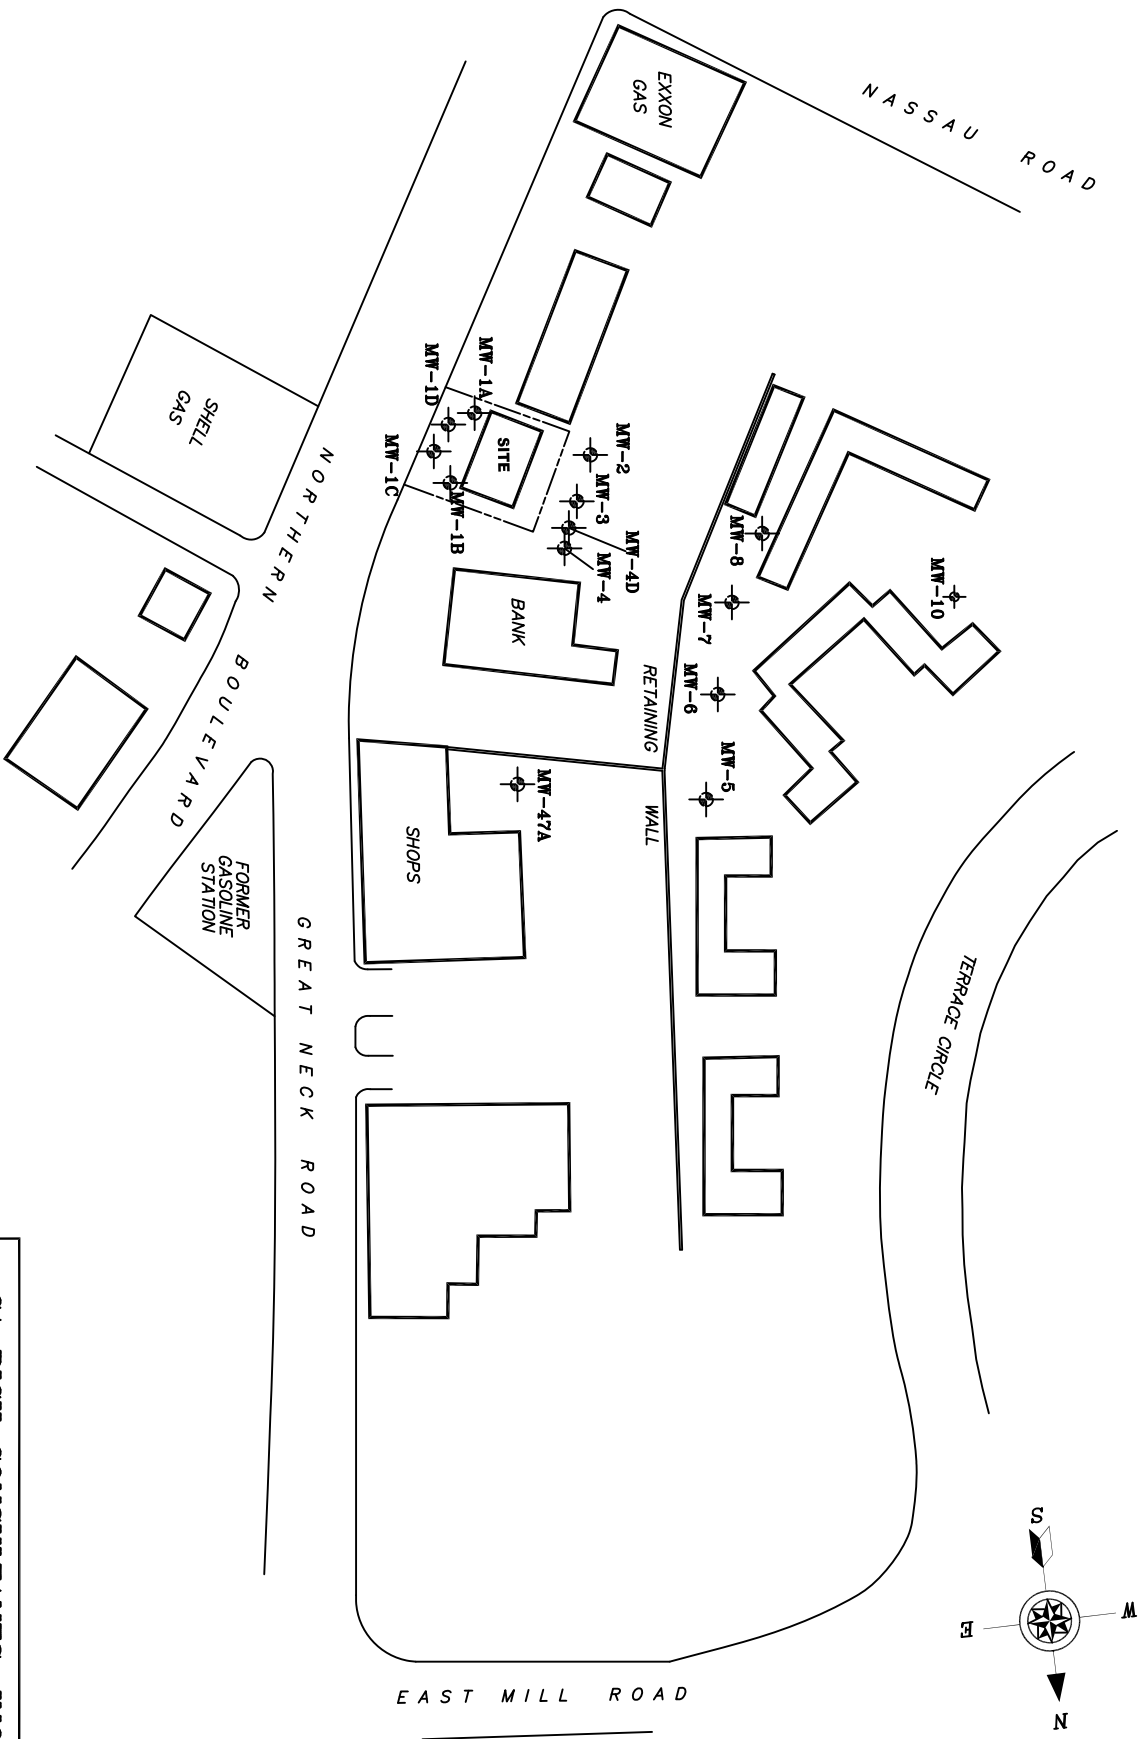 NASSAU ROAD
EXXON
GAS
SHELL
GAS
NORTHERN
BOULEVARD
MW-1A
MW-1D
MW-1C
MW-1B
SITE
MW-2
MW-3
MW-4D
MW-4
BANK
MW-8
MW-7
MW-6
MW-5
MW-10
RETAINING
WALL
MW-47A
SHOPS
FORMER
GASOLINE
STATION
GREAT NECK ROAD
TERRACE CIRCLE
EAST MILL ROAD
S
W
E
N